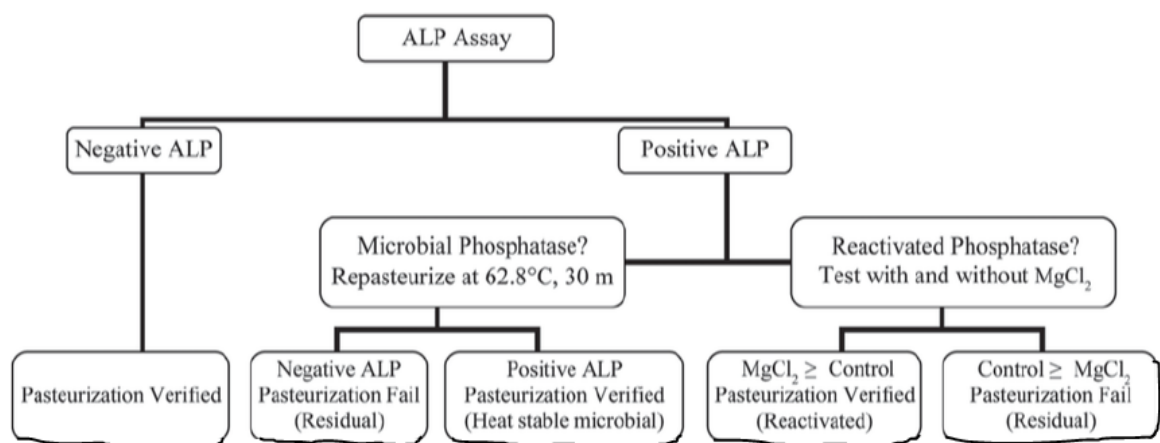 ALP Assay
Negative ALP
Positive ALP
Microbial Phosphatase?
Repasteurize at 62.8°C, 30 m
Reactivated Phosphatase?
Test with and without MgCl₂
Pasteurization Verified
Negative ALP
Pasteurization Fail
(Residual)
Positive ALP
Pasteurization Verified
(Heat stable microbial)
MgCl₂ ≥ Control
Pasteurization Verified
(Reactivated)
Control ≥ MgCl₂
Pasteurization Fail
(Residual)